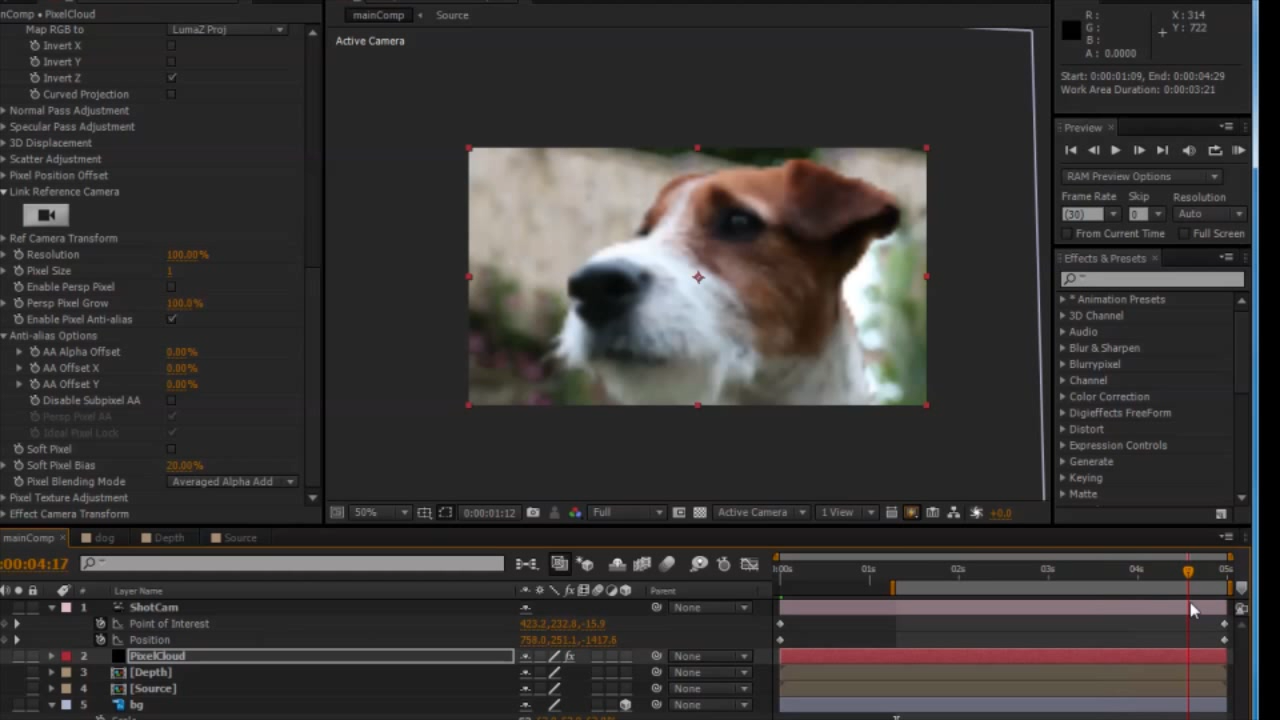 nComp • PixelCloud
Map RGB to LumaZ Proj
Invert X
Invert Y
Invert Z
Curved Projection
Normal Pass Adjustment
Specular Pass Adjustment
3D Displacement
Scatter Adjustment
Pixel Position Offset
Link Reference Camera
Ref Camera Transform
Resolution 100.00%
Pixel Size 1
Enable Persp Pixel
Persp Pixel Grow 100.0%
Enable Pixel Anti-alias
Anti-alias Options
AA Alpha Offset 0.00%
AA Offset X 0.00%
AA Offset Y 0.00%
Disable Subpixel AA
Persp Pixel AA
Ideal Pixel Lock
Soft Pixel
Soft Pixel Bias 20.00%
Pixel Blending Mode Averaged Alpha Add
Pixel Texture Adjustment
Effect Camera Transform
mainComp Source
Active Camera
50% 0:00:01:12 Full Active Camera 1 View +0.0
R :
G :
B :
A : 0.0000
X : 314
Y : 722
Start: 0:00:01:09, End: 0:00:04:29
Work Area Duration: 0:00:03:21
Preview
RAM Preview Options
Frame Rate Skip Resolution
(30) 0 Auto
From Current Time Full Screen
Effects & Presets
* Animation Presets
3D Channel
Audio
Blur & Sharpen
Blurrypixel
Channel
Color Correction
Digieffects FreeForm
Distort
Expression Controls
Generate
Keying
Matte
mainComp dog Depth Source
:00:04:17
:00s 01s 02s 03s 04s 05s
# Layer Name Parent
1 ShotCam None
Point of Interest 423.2,232.8,-15.9
Position 758.0,251.1,-1417.6
2 PixelCloud fx None
3 [Depth] None
4 [Source] None
5 bg None